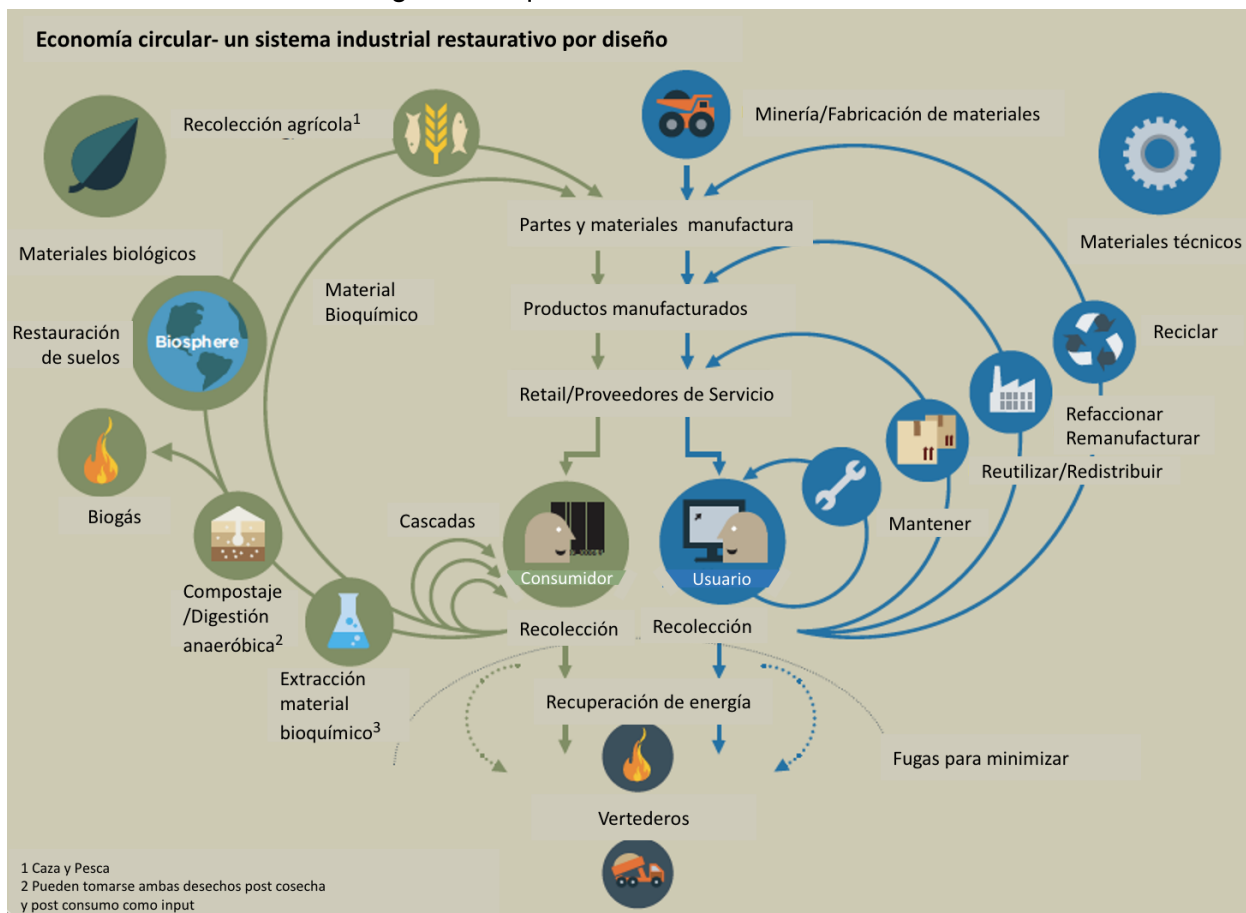 Economía circular- un sistema industrial restaurativo por diseño
Recolección agrícola1
Minería/Fabricación de materiales
Materiales biológicos
Partes y materiales manufactura
Materiales técnicos
Material
Bioquímico
Productos manufacturados
Restauración
de suelos
Biosphere
Reciclar
Retail/Proveedores de Servicio
Refaccionar
Remanufacturar
Reutilizar/Redistribuir
Biogás
Cascadas
Mantener
Consumidor
Usuario
Compostaje
/Digestión
anaeróbica2
Recolección
Recolección
Extracción
material
bioquímico3
Recuperación de energía
Fugas para minimizar
Vertederos
1 Caza y Pesca
2 Pueden tomarse ambas desechos post cosecha
y post consumo como input